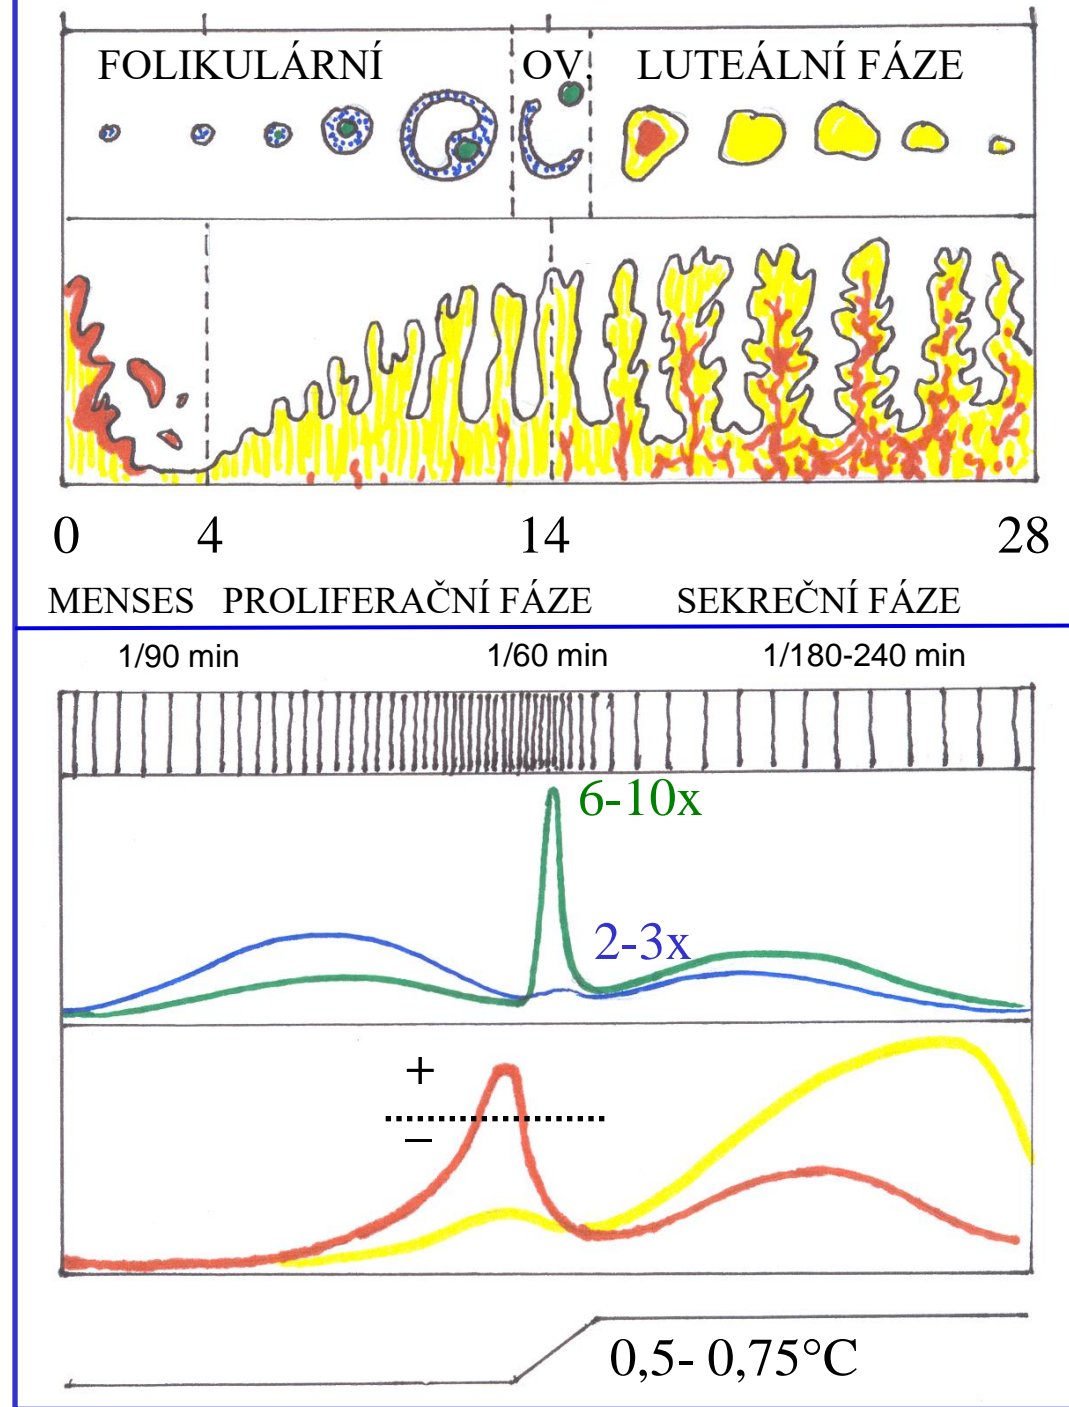 FOLIKULÁRNÍ OV. LUTEÁLNÍ FÁZE
0 4 14 28
MENSES PROLIFERAČNÍ FÁZE SEKREČNÍ FÁZE
1/90 min 1/60 min 1/180-240 min
6-10x
2-3x
+
–
0,5- 0,75°C